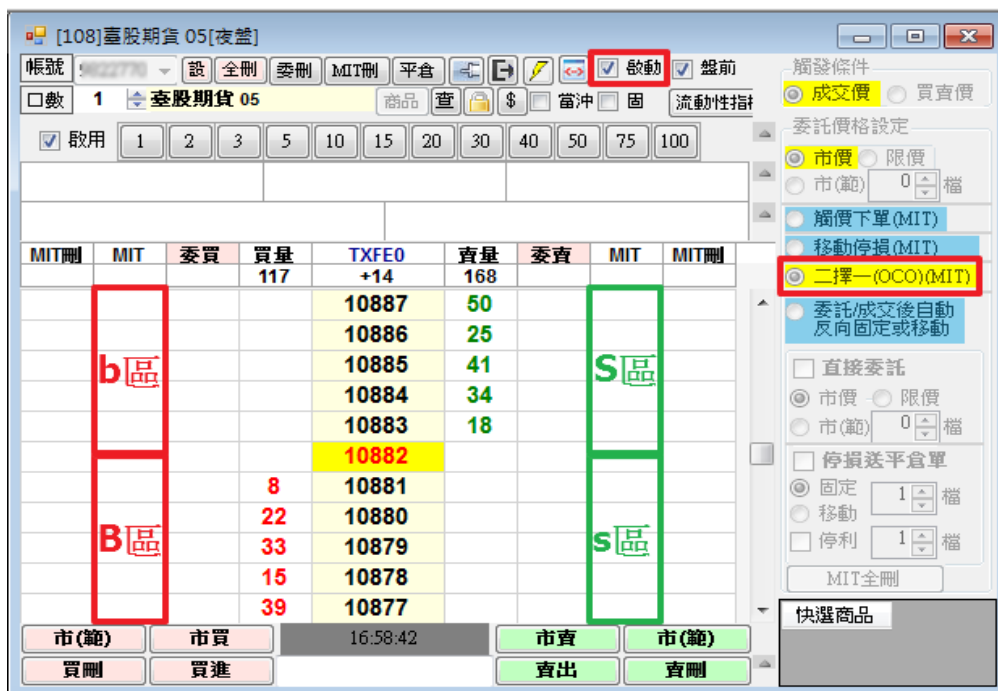 [108]臺股期貨 05[夜盤]
帳號 設 全刪 委刪 MIT刪 平倉 啟動 盤前
口數 1 臺股期貨 05 商品 查 $ 當沖 固 流動性指
啟用 1 2 3 5 10 15 20 30 40 50 75 100
MIT刪 MIT 委買 買量 TXFE0 賣量 委賣 MIT MIT刪
117 +14 168
10887 50
10886 25
b區 10885 41 S區
10884 34
10883 18
10882
8 10881
22 10880
B區 33 10879 s區
15 10878
39 10877
市(範) 市買 16:58:42 市賣 市(範)
買刪 買進 賣出 賣刪
觸發條件
成交價 買賣價
委託價格設定
市價 限價
市(範) 0 檔
觸價下單(MIT)
移動停損(MIT)
二擇一(OCO)(MIT)
委託/成交後自動
反向固定或移動
直接委託
市價 限價
市(範) 0 檔
停損送平倉單
固定 1 檔
移動
停利 1 檔
MIT全刪
快選商品